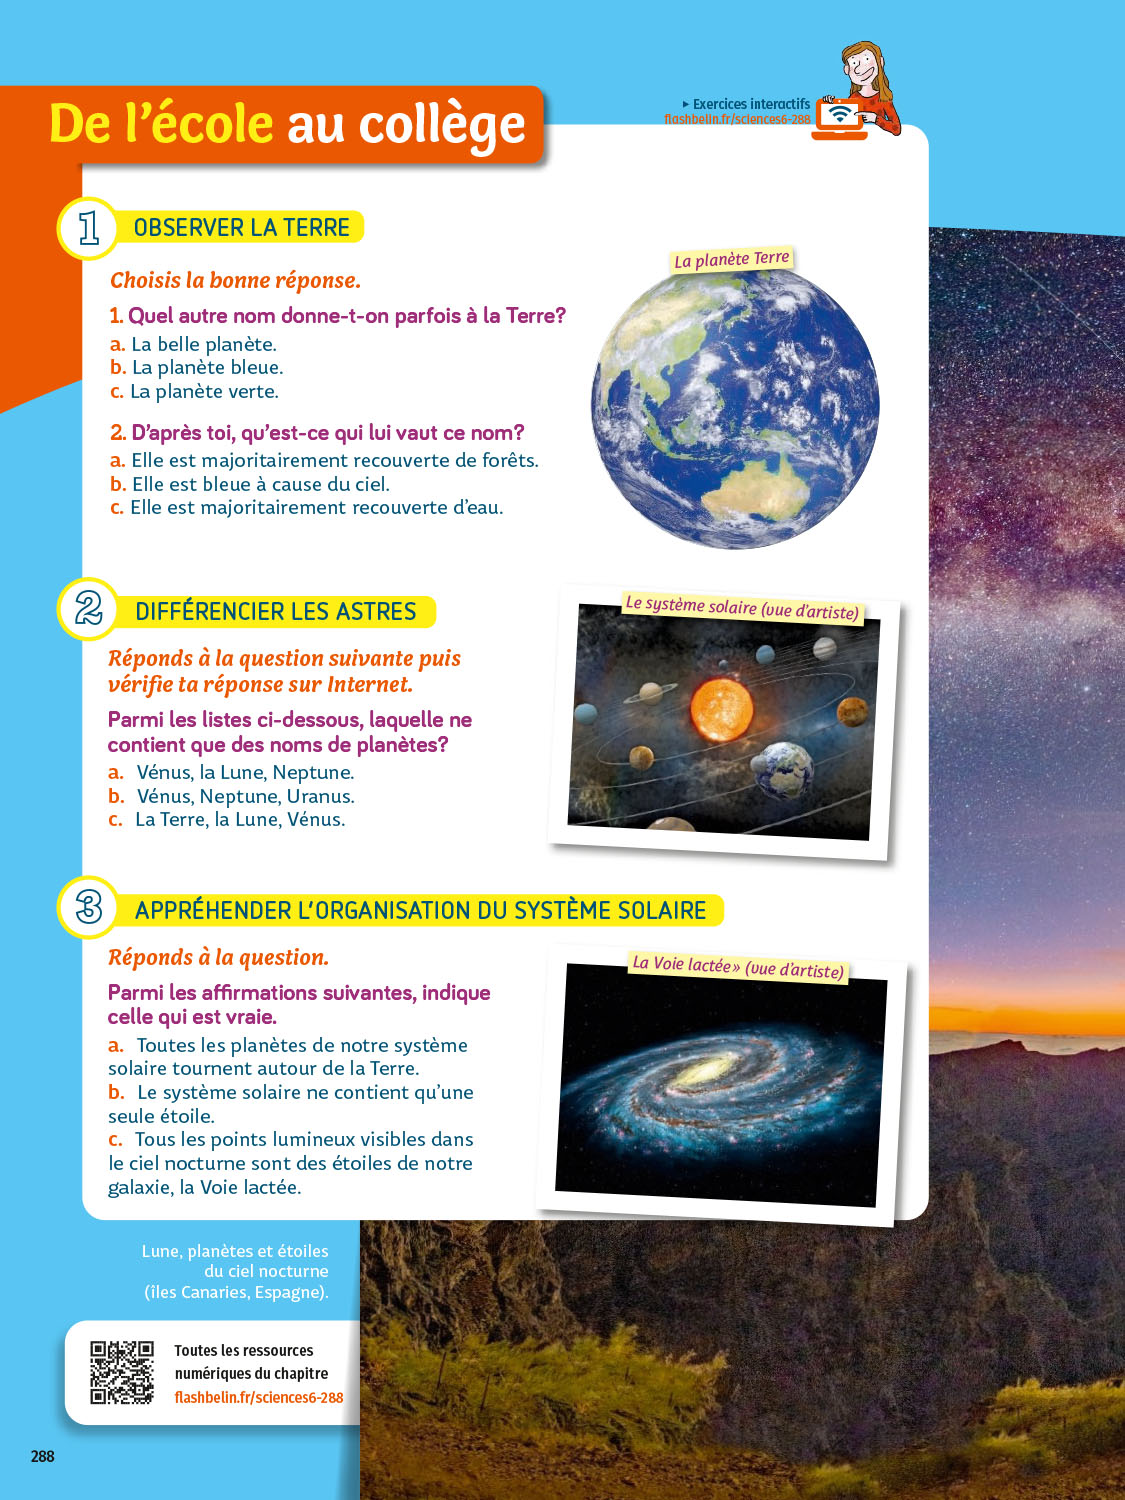 De l'école au collège
▸ Exercices interactifs
flashbelin.fr/sciences6-288
1 OBSERVER LA TERRE
La planète Terre
Choisis la bonne réponse.
1. Quel autre nom donne-t-on parfois à la Terre?
a. La belle planète.
b. La planète bleue.
c. La planète verte.
2. D'après toi, qu'est-ce qui lui vaut ce nom?
a. Elle est majoritairement recouverte de forêts.
b. Elle est bleue à cause du ciel.
c. Elle est majoritairement recouverte d'eau.
2 DIFFÉRENCIER LES ASTRES
Le système solaire (vue d'artiste)
Réponds à la question suivante puis
vérifie ta réponse sur Internet.
Parmi les listes ci-dessous, laquelle ne
contient que des noms de planètes?
a. Vénus, la Lune, Neptune.
b. Vénus, Neptune, Uranus.
c. La Terre, la Lune, Vénus.
3 APPRÉHENDER L'ORGANISATION DU SYSTÈME SOLAIRE
La Voie lactée» (vue d'artiste)
Réponds à la question.
Parmi les affirmations suivantes, indique
celle qui est vraie.
a. Toutes les planètes de notre système
solaire tournent autour de la Terre.
b. Le système solaire ne contient qu'une
seule étoile.
c. Tous les points lumineux visibles dans
le ciel nocturne sont des étoiles de notre
galaxie, la Voie lactée.
Lune, planètes et étoiles
du ciel nocturne
(îles Canaries, Espagne).
Toutes les ressources
numériques du chapitre
flashbelin.fr/sciences6-288
288